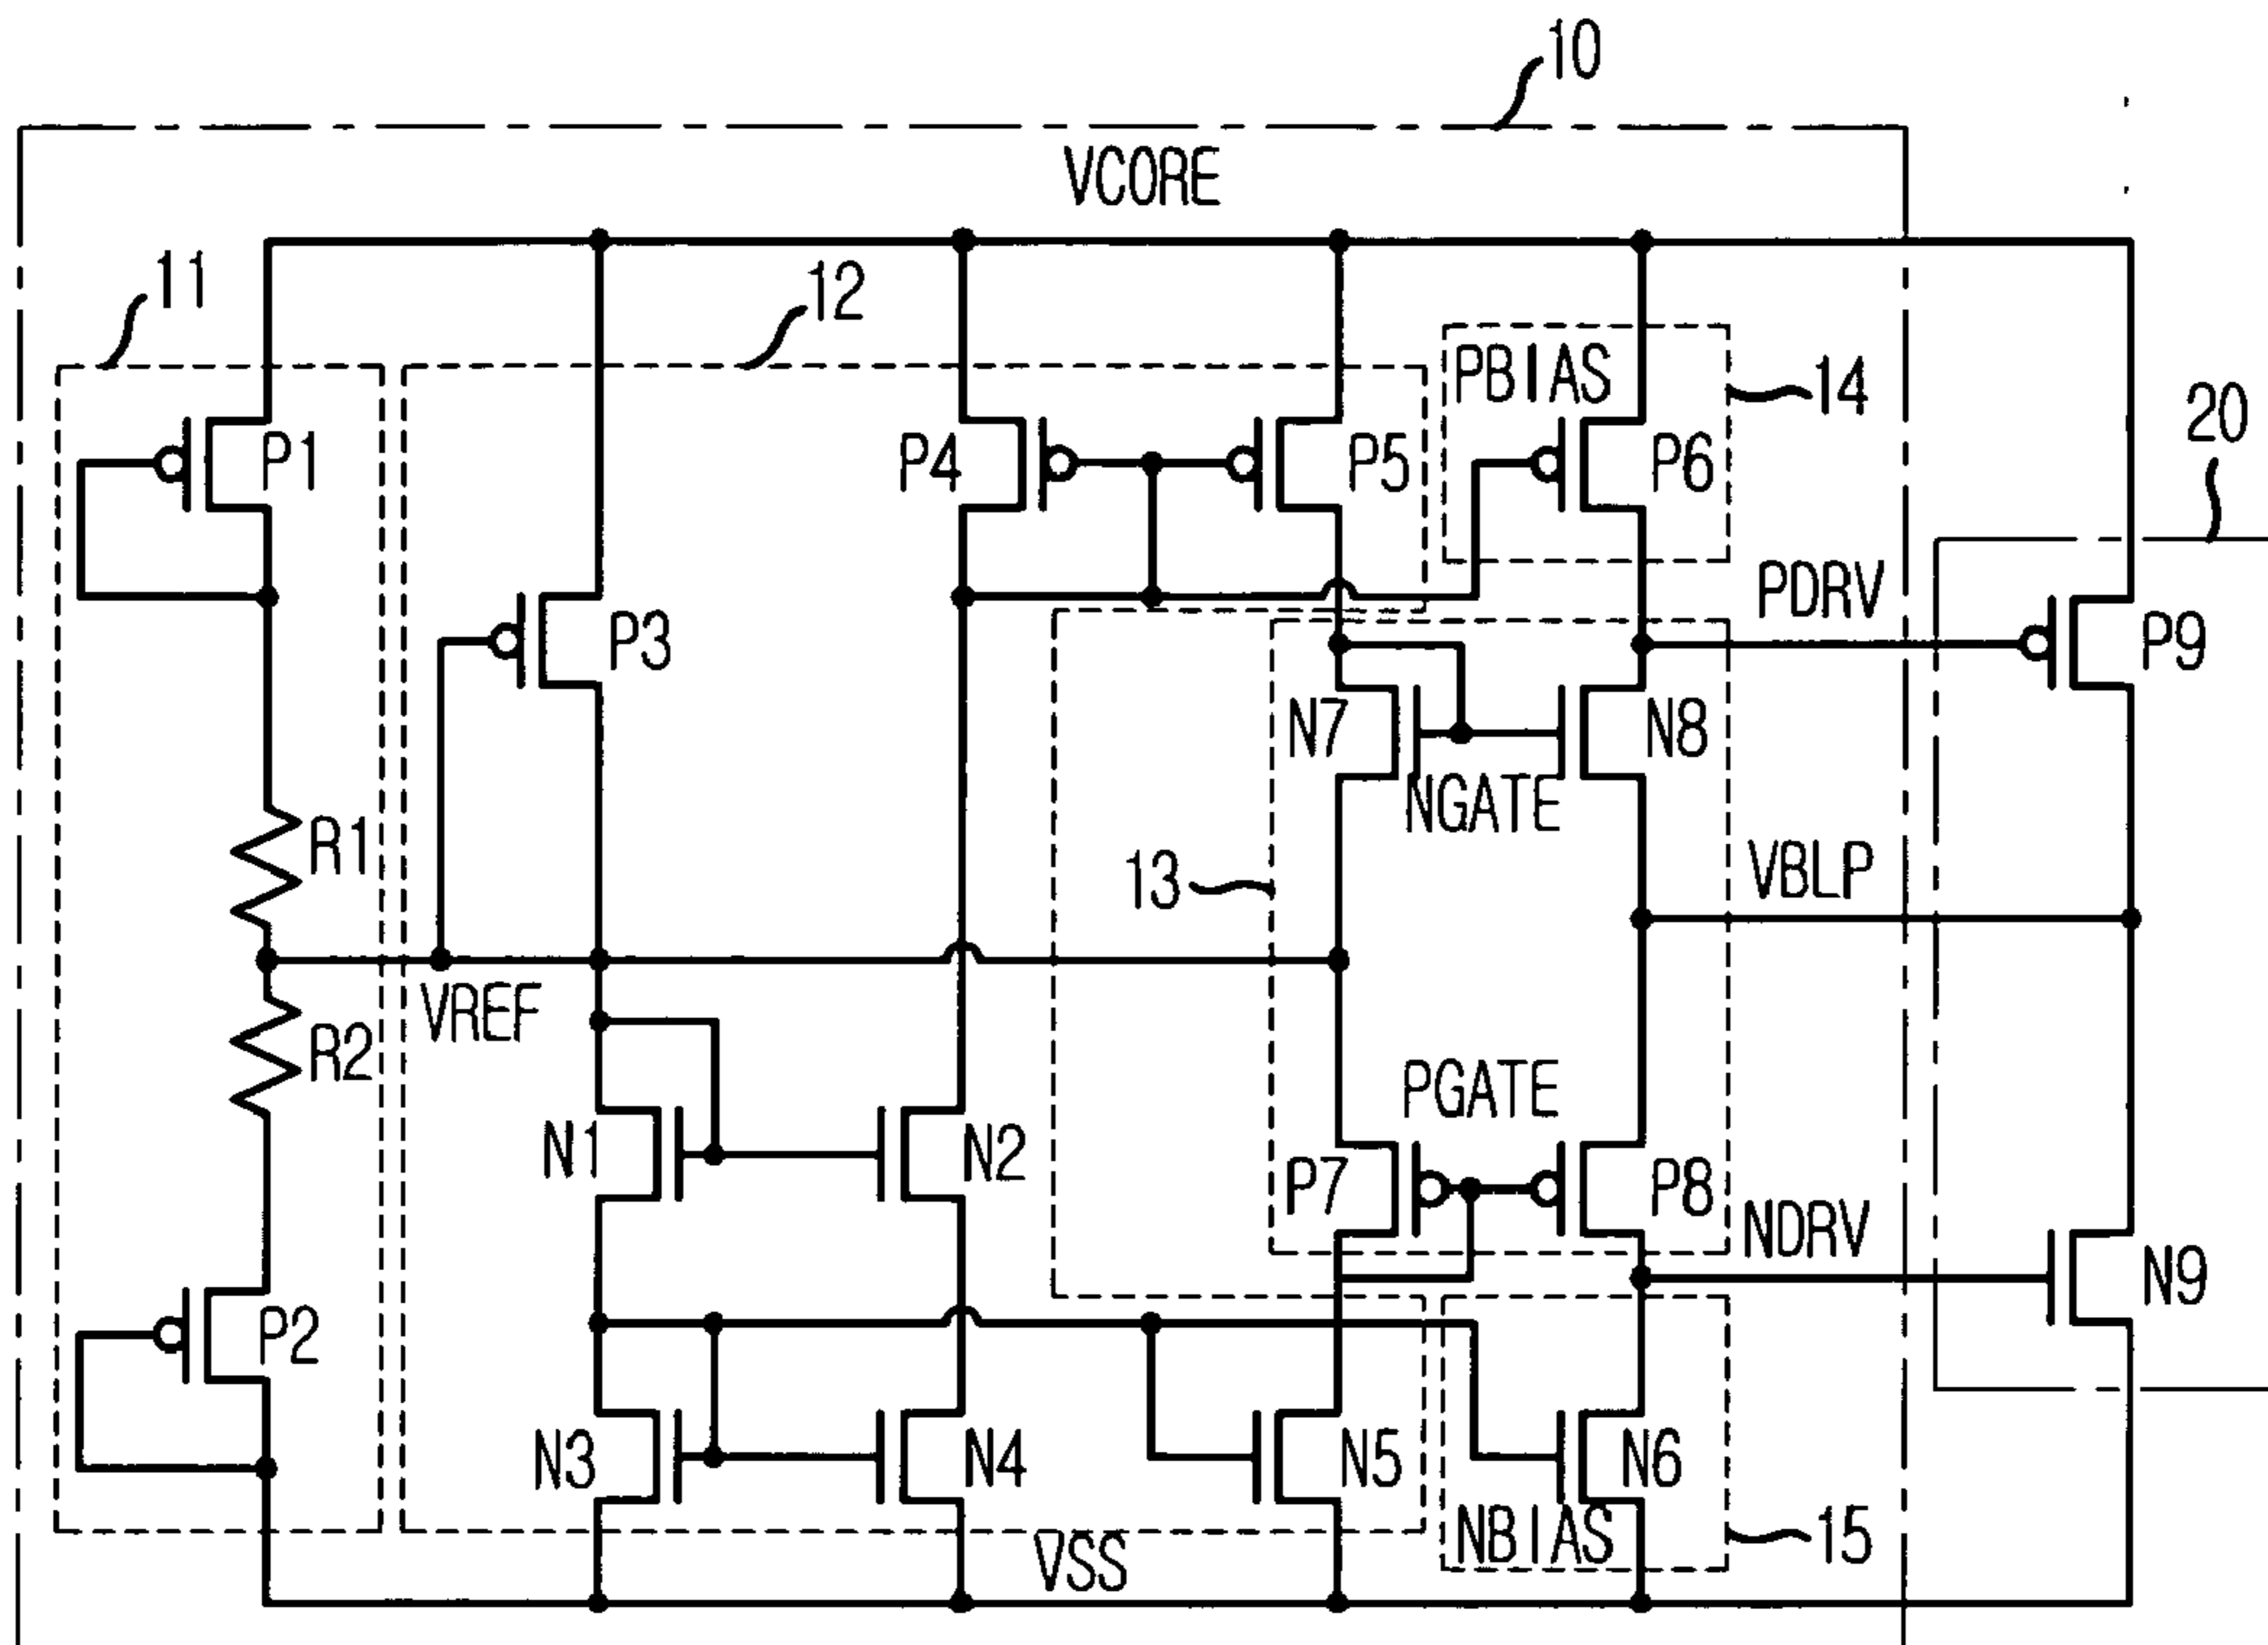 10
VCORE
11
12
PBIAS
14
20
P1
P4
P5
P6
PDRV
P3
P9
N7
N8
NGATE
R1
13
VBLP
VREF
R2
PGATE
N1
N2
P7
P8
NDRV
N9
P2
N3
N4
N5
N6
NBIAS
15
VSS